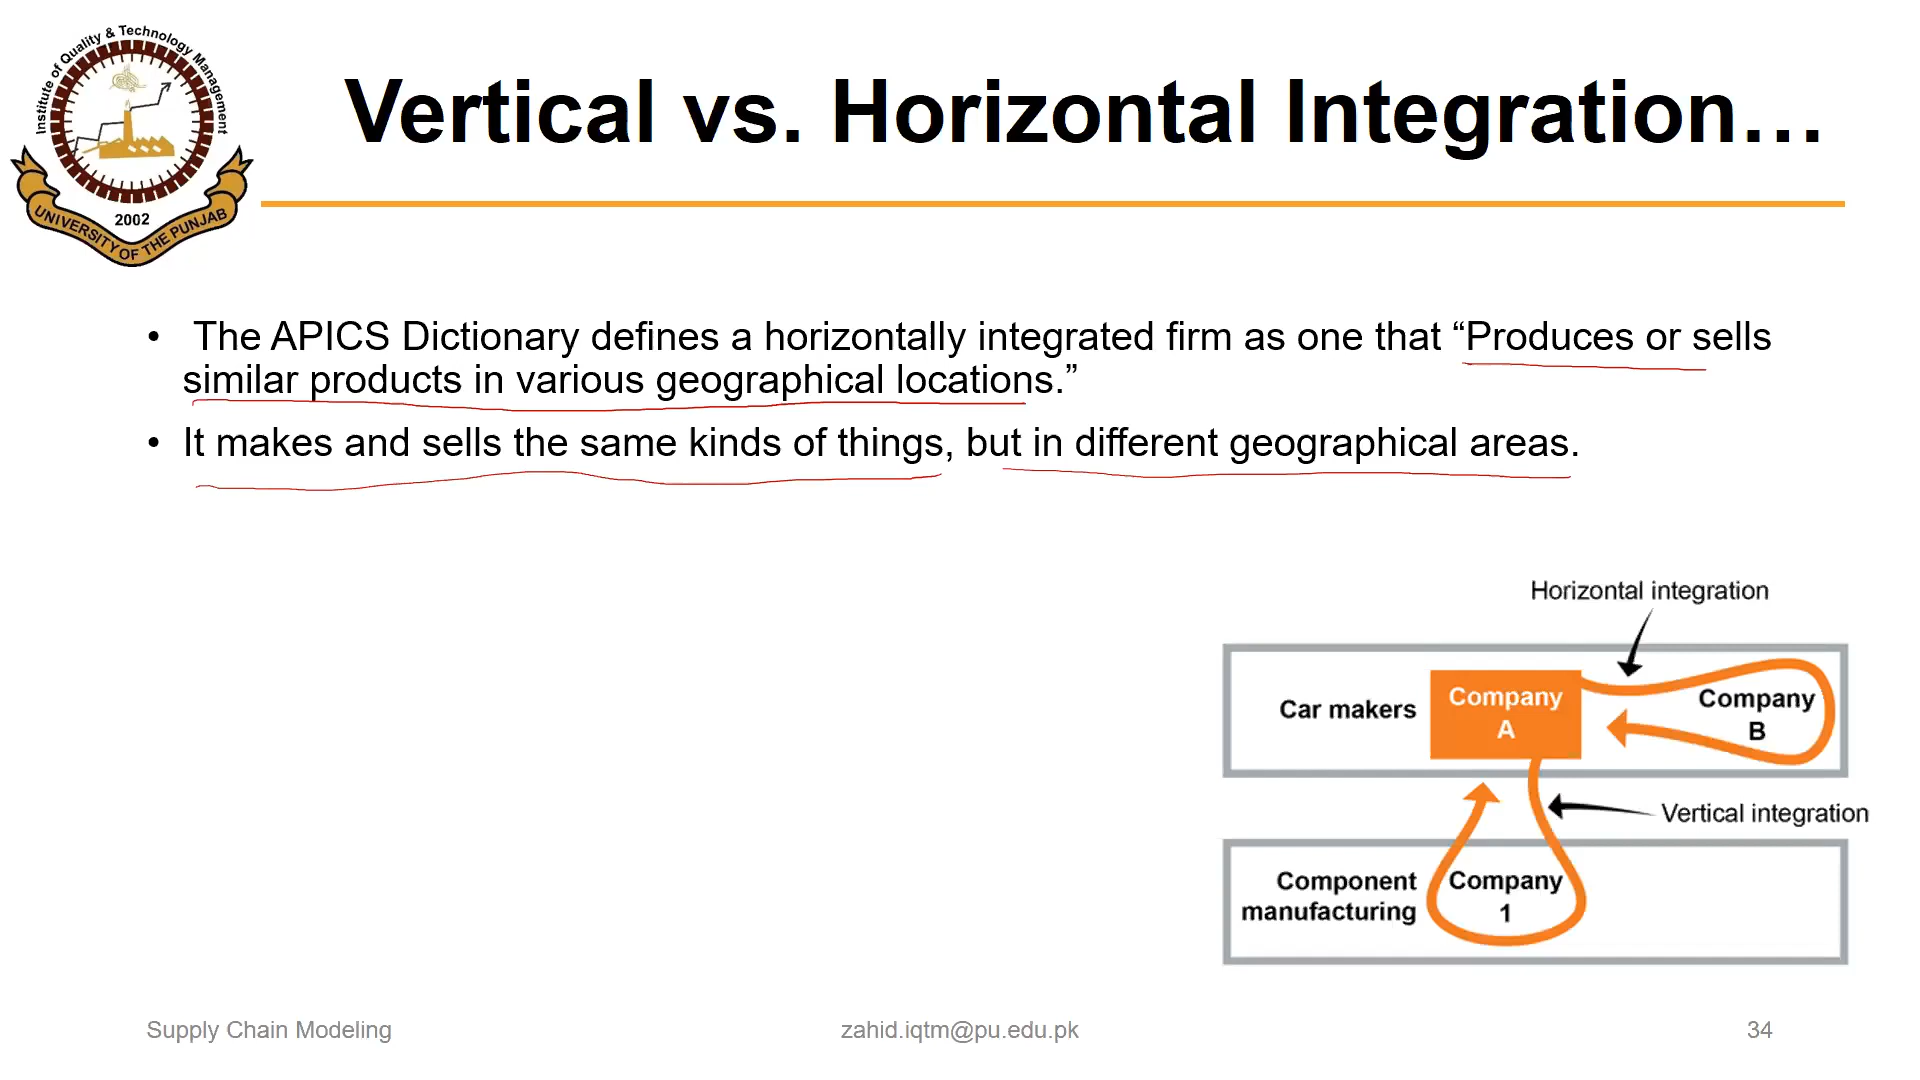 Institute of Quality & Technology Management
2002
UNIVERSITY OF THE PUNJAB
Vertical vs. Horizontal Integration…
• The APICS Dictionary defines a horizontally integrated firm as one that “Produces or sells
similar products in various geographical locations.”
• It makes and sells the same kinds of things, but in different geographical areas.
Horizontal integration
Car makers
Company
A
Company
B
Vertical integration
Component
manufacturing
Company
1
Supply Chain Modeling
zahid.iqtm@pu.edu.pk
34